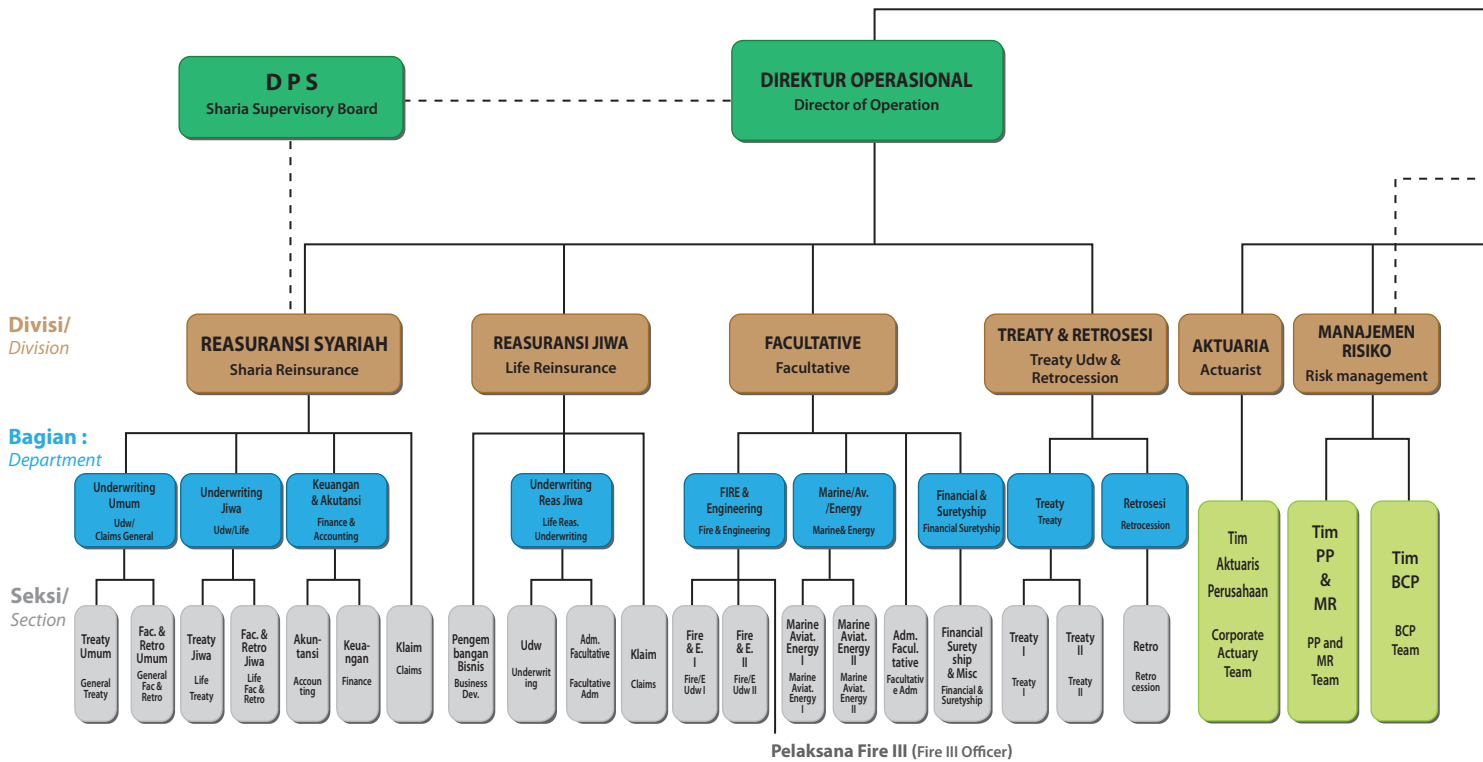 D P S
Sharia Supervisory Board
DIREKTUR OPERASIONAL
Director of Operation
Divisi/
Division
REASURANSI SYARIAH
Sharia Reinsurance
REASURANSI JIWA
Life Reinsurance
FACULTATIVE
Facultative
TREATY & RETROSESI
Treaty Udw &
Retrocession
AKTUARIA
Actuarist
MANAJEMEN
RISIKO
Risk management
Bagian :
Department
Underwriting
Umum
Udw/
Claims General
Underwriting
Jiwa
Udw/Life
Keuangan
& Akutansi
Finance &
Accounting
Underwriting
Reas Jiwa
Life Reas.
Underwriting
FIRE &
Engineering
Fire & Engineering
Marine/Av.
/Energy
Marine& Energy
Financial &
Suretyship
Financial Suretyship
Treaty
Treaty
Retrosesi
Retrocession
Tim
Aktuaris
Perusahaan
Corporate
Actuary
Team
Tim
PP
&
MR
PP and
MR
Team
Tim
BCP
BCP
Team
Seksi/
Section
Treaty
Umum
General
Treaty
Fac. &
Retro
Umum
General
Fac &
Retro
Treaty
Jiwa
Life
Treaty
Fac. &
Retro
Jiwa
Life
Fac &
Retro
Akun-
tansi
Accoun
ting
Keua-
ngan
Finance
Klaim
Claims
Pengem
bangan
Bisnis
Business
Dev.
Udw
Underwrit
ing
Adm.
Facultative
Facultative
Adm
Klaim
Claims
Fire
& E.
I
Fire/E
Udw I
Fire
& E. II
Fire/E
Udw II
Marine
Aviat.
Energy
I
Marine
Aviat.
Energy
I
Marine
Aviat.
Energy
II
Marine
Aviat.
Energy
II
Adm.
Facul.
tative
Facultativ
e Adm
Financial
Surety
ship
& Misc
Financial &
Suretyship
Treaty
I
Treaty
I
Treaty
II
Treaty
II
Retro
Retro
cession
Pelaksana Fire III (Fire III Officer)